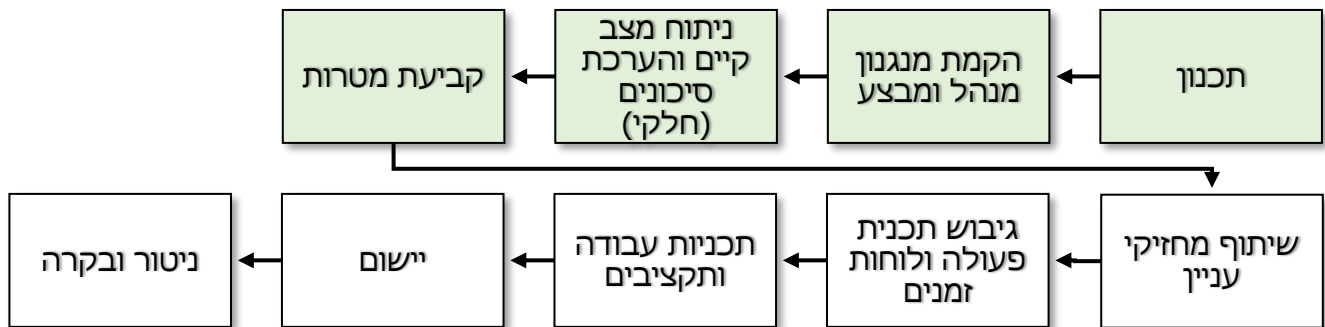 תכנון
הקמת מנגנון
מנהל ומבצע
ניתוח מצב
קיים והערכת
סיכונים
(חלקי)
קביעת מטרות
שיתוף מחזיקי
עניין
גיבוש תכנית
פעולה ולוחות
זמנים
תכניות עבודה
ותקציבים
יישום
ניטור ובקרה